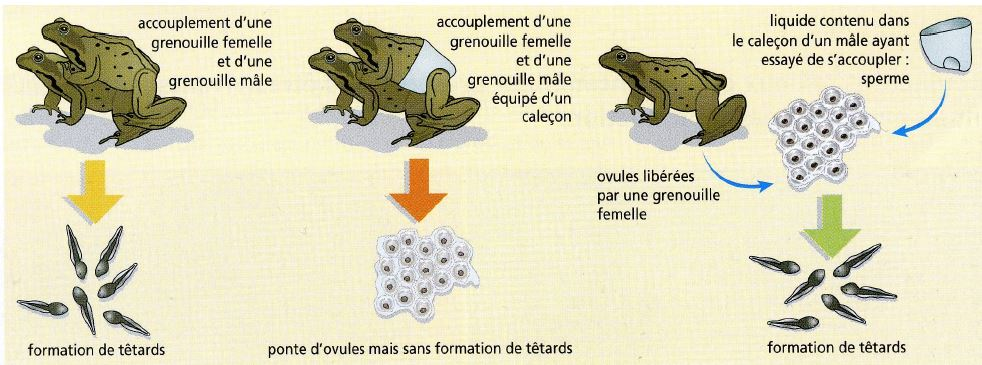 accouplement d'une
grenouille femelle
et d'une
grenouille mâle
formation de têtards
accouplement d'une
grenouille femelle
et d'une
grenouille mâle
équipé d'un
caleçon
ponte d'ovules mais sans formation de têtards
liquide contenu dans
le caleçon d'un mâle ayant
essayé de s'accoupler :
sperme
ovules libérées
par une grenouille
femelle
formation de têtards